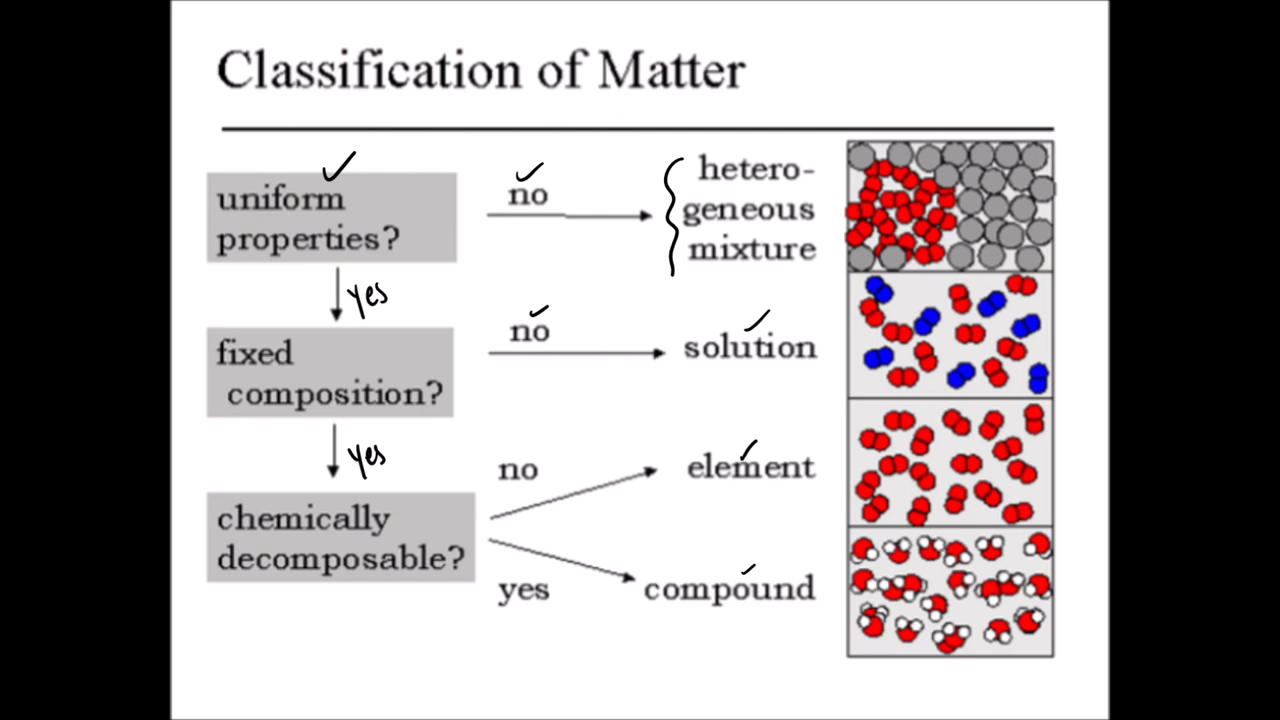 Classification of Matter
uniform
properties?
no
hetero-
geneous
mixture
yes
fixed
composition?
no
solution
yes
chemically
decomposable?
no
element
yes
compound